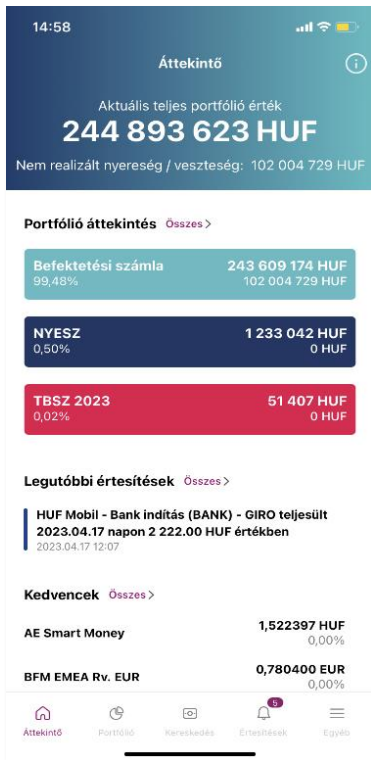 14:58
Áttekintő
Aktuális teljes portfólió érték
244 893 623 HUF
Nem realizált nyereség / veszteség: 102 004 729 HUF
Portfólió áttekintés Összes >
Befektetési számla 243 609 174 HUF
99,48% 102 004 729 HUF
NYESZ 1 233 042 HUF
0,50% 0 HUF
TBSZ 2023 51 407 HUF
0,02% 0 HUF
Legutóbbi értesítések Összes >
HUF Mobil - Bank indítás (BANK) - GIRO teljesült
2023.04.17 napon 2 222.00 HUF értékben
2023.04.17 12:07
Kedvencek Összes >
AE Smart Money 1,522397 HUF
0,00%
BFM EMEA Rv. EUR 0,780400 EUR
0,00%
5
Áttekintő Portfólió Kereskedés Értesítések Egyéb